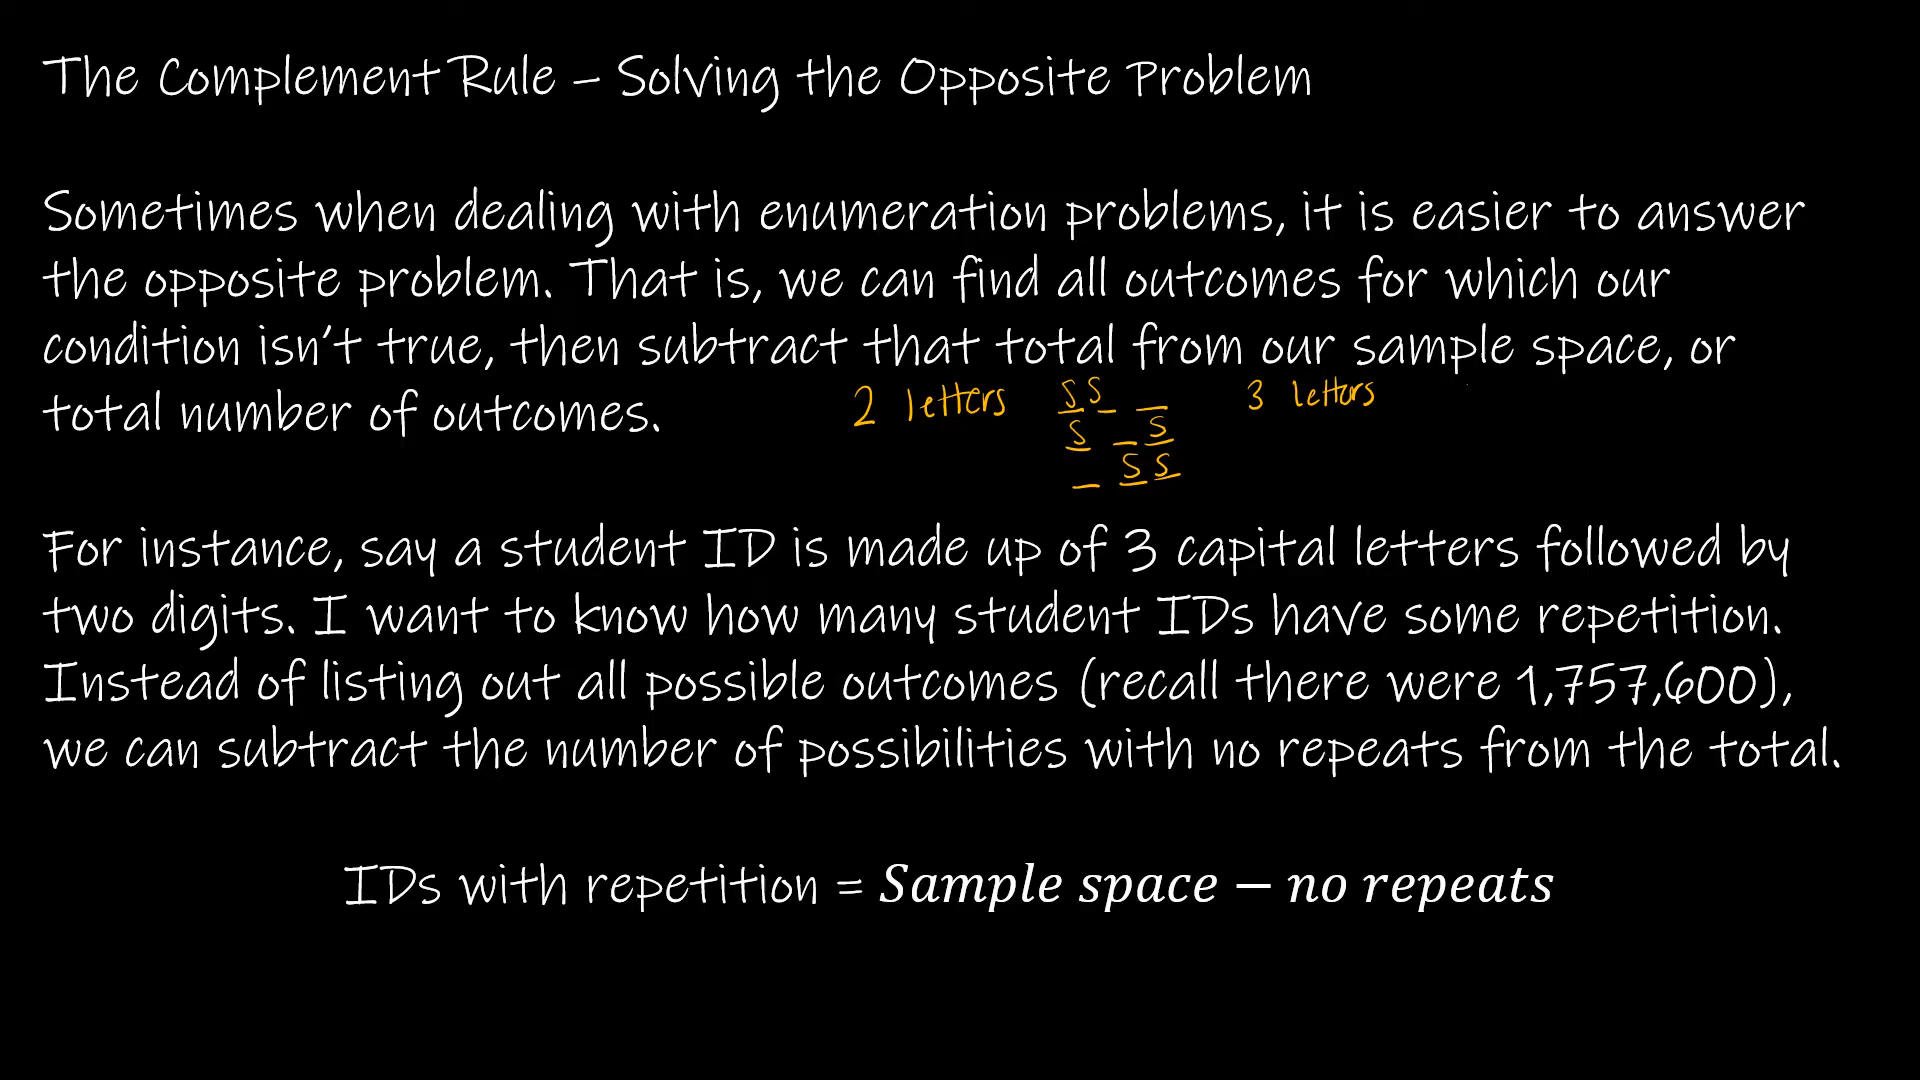 The Complement Rule – Solving the Opposite Problem
Sometimes when dealing with enumeration problems, it is easier to answer
the opposite problem. That is, we can find all outcomes for which our
condition isn't true, then subtract that total from our sample space, or
total number of outcomes.
2 letters S S _ 3 letters
S _ S
_ S S
For instance, say a student ID is made up of 3 capital letters followed by
two digits. I want to know how many student IDs have some repetition.
Instead of listing out all possible outcomes (recall there were 1,757,600),
we can subtract the number of possibilities with no repeats from the total.
IDs with repetition = Sample space − no repeats